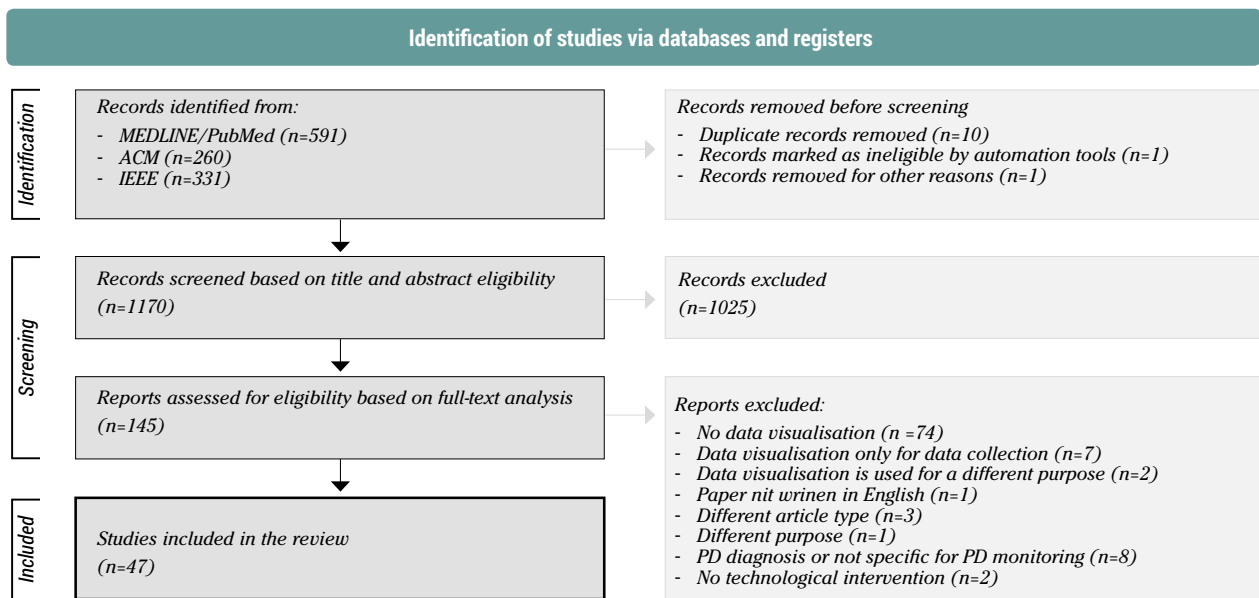 Identification of studies via databases and registers
Identification
Records identified from:
- MEDLINE/PubMed (n=591)
- ACM (n=260)
- IEEE (n=331)
Records removed before screening
- Duplicate records removed (n=10)
- Records marked as ineligible by automation tools (n=1)
- Records removed for other reasons (n=1)
Screening
Records screened based on title and abstract eligibility
(n=1170)
Records excluded
(n=1025)
Reports assessed for eligibility based on full-text analysis
(n=145)
Reports excluded:
- No data visualisation (n =74)
- Data visualisation only for data collection (n=7)
- Data visualisation is used for a different purpose (n=2)
- Paper nit wrinen in English (n=1)
- Different article type (n=3)
- Different purpose (n=1)
- PD diagnosis or not specific for PD monitoring (n=8)
- No technological intervention (n=2)
Included
Studies included in the review
(n=47)